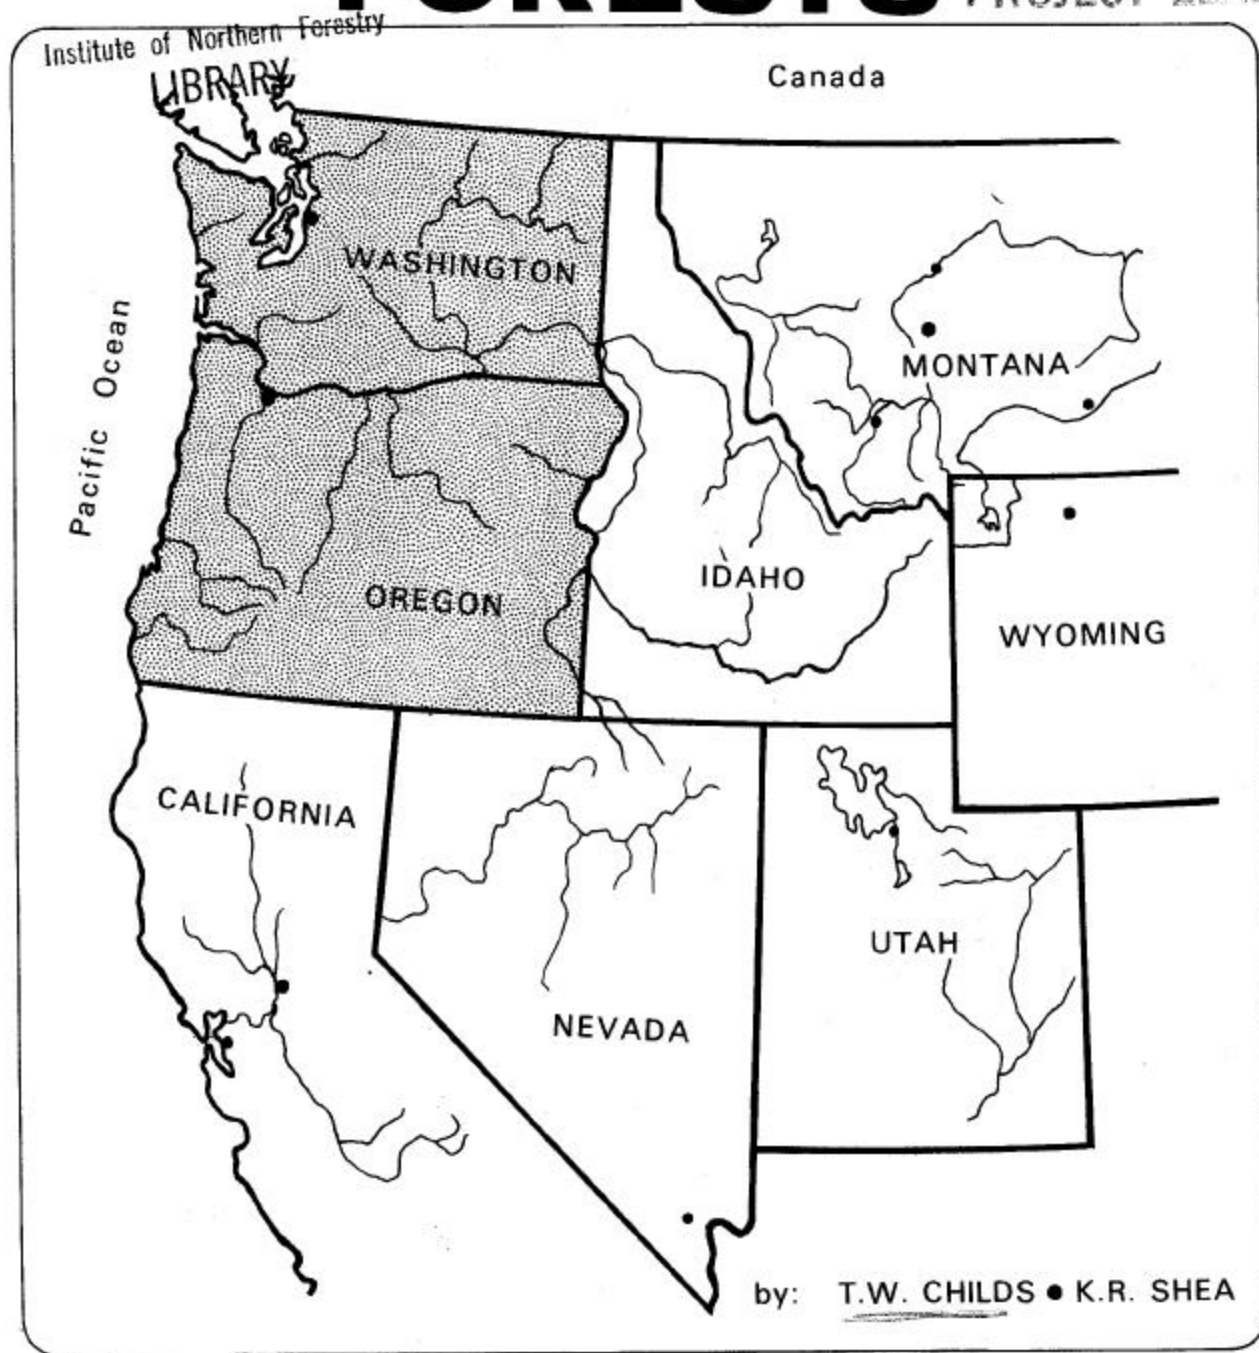 FORESTS
Institute of Northern Forestry
LIBRARY
Canada
WASHINGTON
Pacific Ocean
MONTANA
IDAHO
OREGON
WYOMING
CALIFORNIA
UTAH
NEVADA
by: T.W. CHILDS • K.R. SHEA